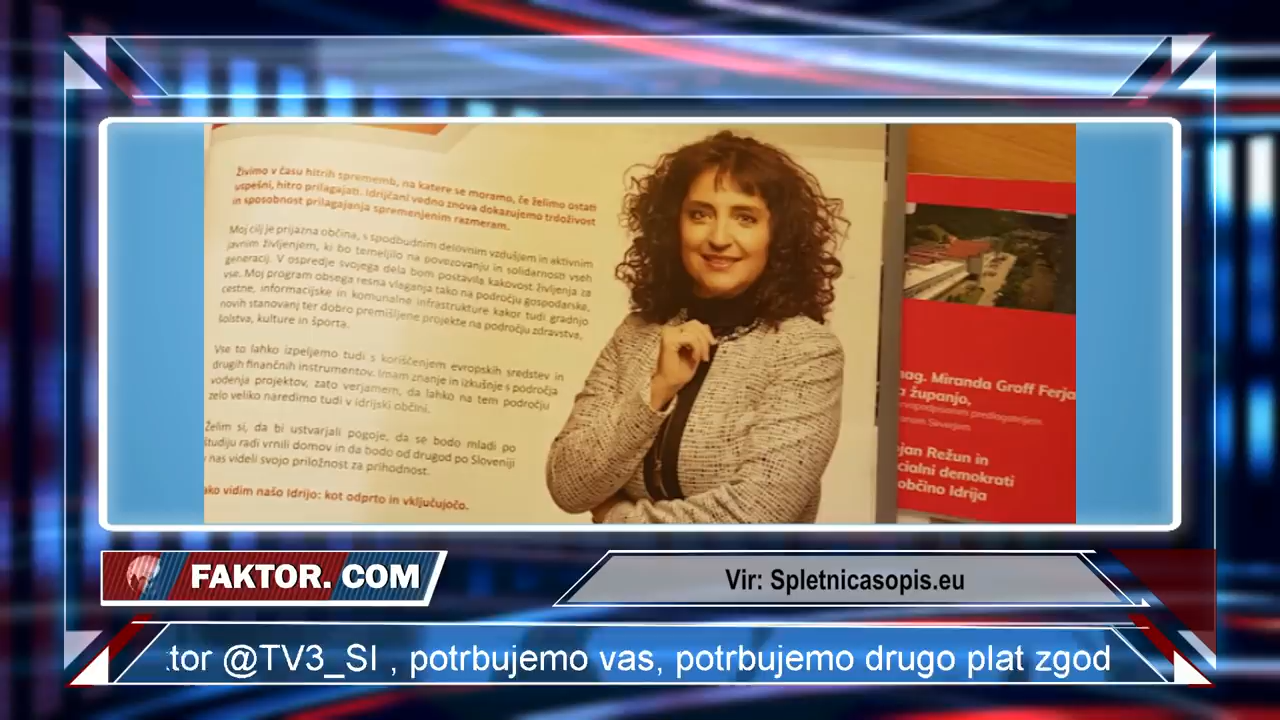 Živimo v času hitrih sprememb, na katere se moramo, če želimo ostati
uspešni, hitro prilagajati. Idrijčani vedno znova dokazujemo trdoživost
in sposobnost prilagajanja spremenjenim razmeram.
Moj cilj je prijazna občina, s spodbudnim delovnim vzdušjem in aktivnim
javnim življenjem, ki bo temeljilo na povezovanju in solidarnosti vseh
generacij. V ospredje svojega dela bom postavila kakovost življenja za
vse. Moj program obsega resna vlaganja tako na področju gospodarske,
cestne, informacijske in komunalne infrastrukture kakor tudi gradnjo
novih stanovanj ter dobro premišljene projekte na področju zdravstva,
šolstva, kulture in športa.
Vse to lahko izpeljemo tudi s koriščenjem evropskih sredstev in
drugih finančnih instrumentov. Imam znanje in izkušnje s področja
vodenja projektov, zato verjamem, da lahko na tem področju
zelo veliko naredimo tudi v idrijski občini.
Želim si, da bi ustvarjali pogoje, da se bodo mladi po
študiju radi vrnili domov in da bodo od drugod po Sloveniji
nas videli svojo priložnost za prihodnost.
ako vidim našo Idrijo: kot odprto in vključujočo.
ag. Miranda Groff Ferja
a županjo,
jan Režun in
cialni demokrati
občino Idrija
FAKTOR. COM
Vir: Spletnicasopis.eu
tor @TV3_SI , potrbujemo vas, potrbujemo drugo plat zgod